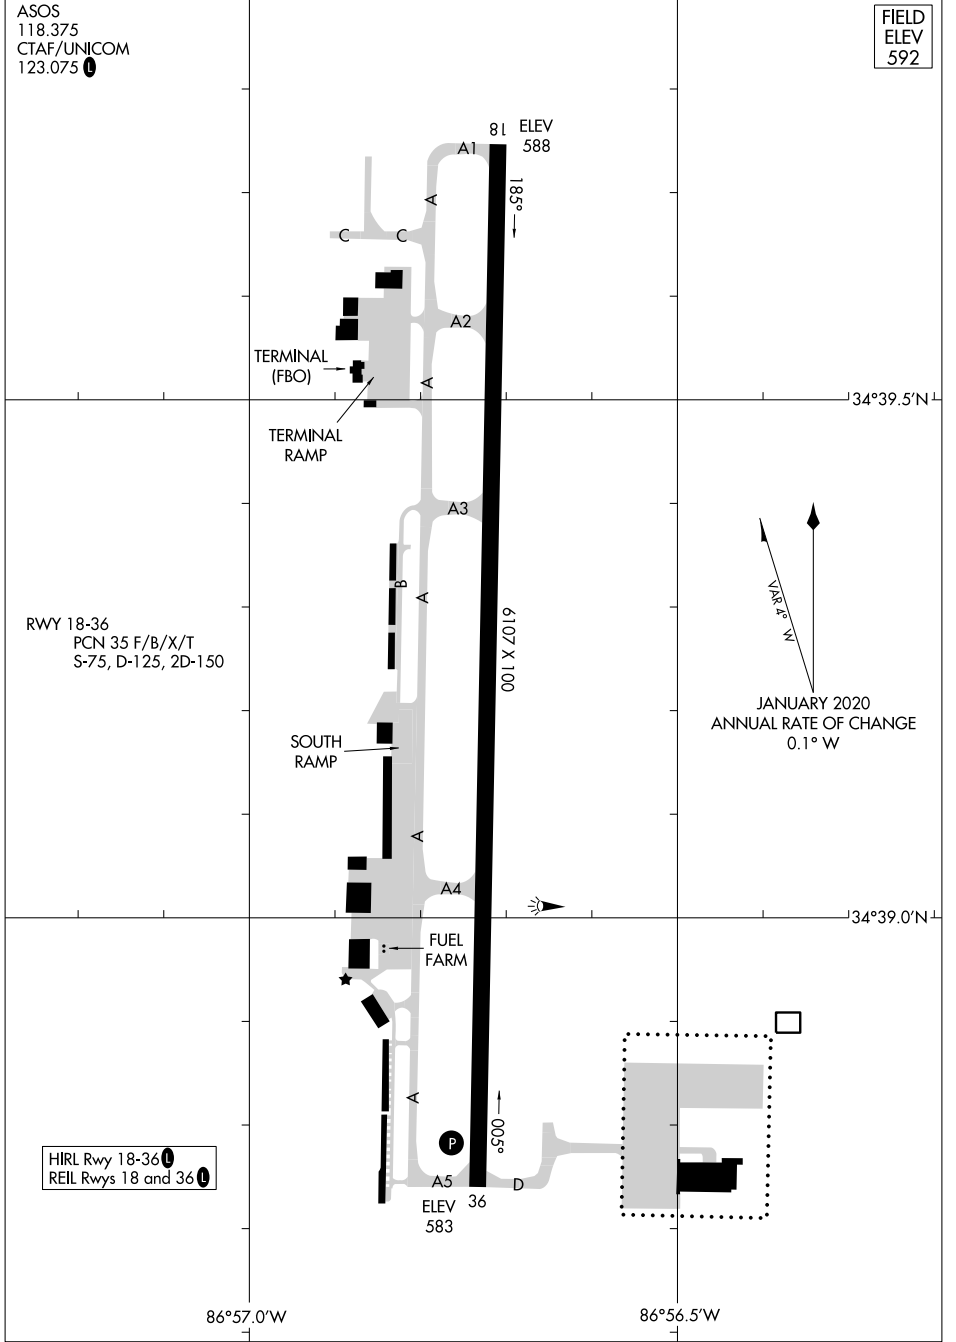 ASOS
118.375
CTAF/UNICOM
123.075 L
FIELD
ELEV
592
18
ELEV
588
A1
185°
A
C
C
A2
TERMINAL
(FBO)
A
34°39.5'N
TERMINAL
RAMP
A3
B
A
VAR 4° W
RWY 18-36
PCN 35 F/B/X/T
S-75, D-125, 2D-150
6107 X 100
JANUARY 2020
ANNUAL RATE OF CHANGE
0.1° W
SOUTH
RAMP
A
A4
34°39.0'N
FUEL
FARM
A
005°
P
HIRL Rwy 18-36 L
REIL Rwys 18 and 36 L
A5
D
ELEV
583
36
86°57.0'W
86°56.5'W